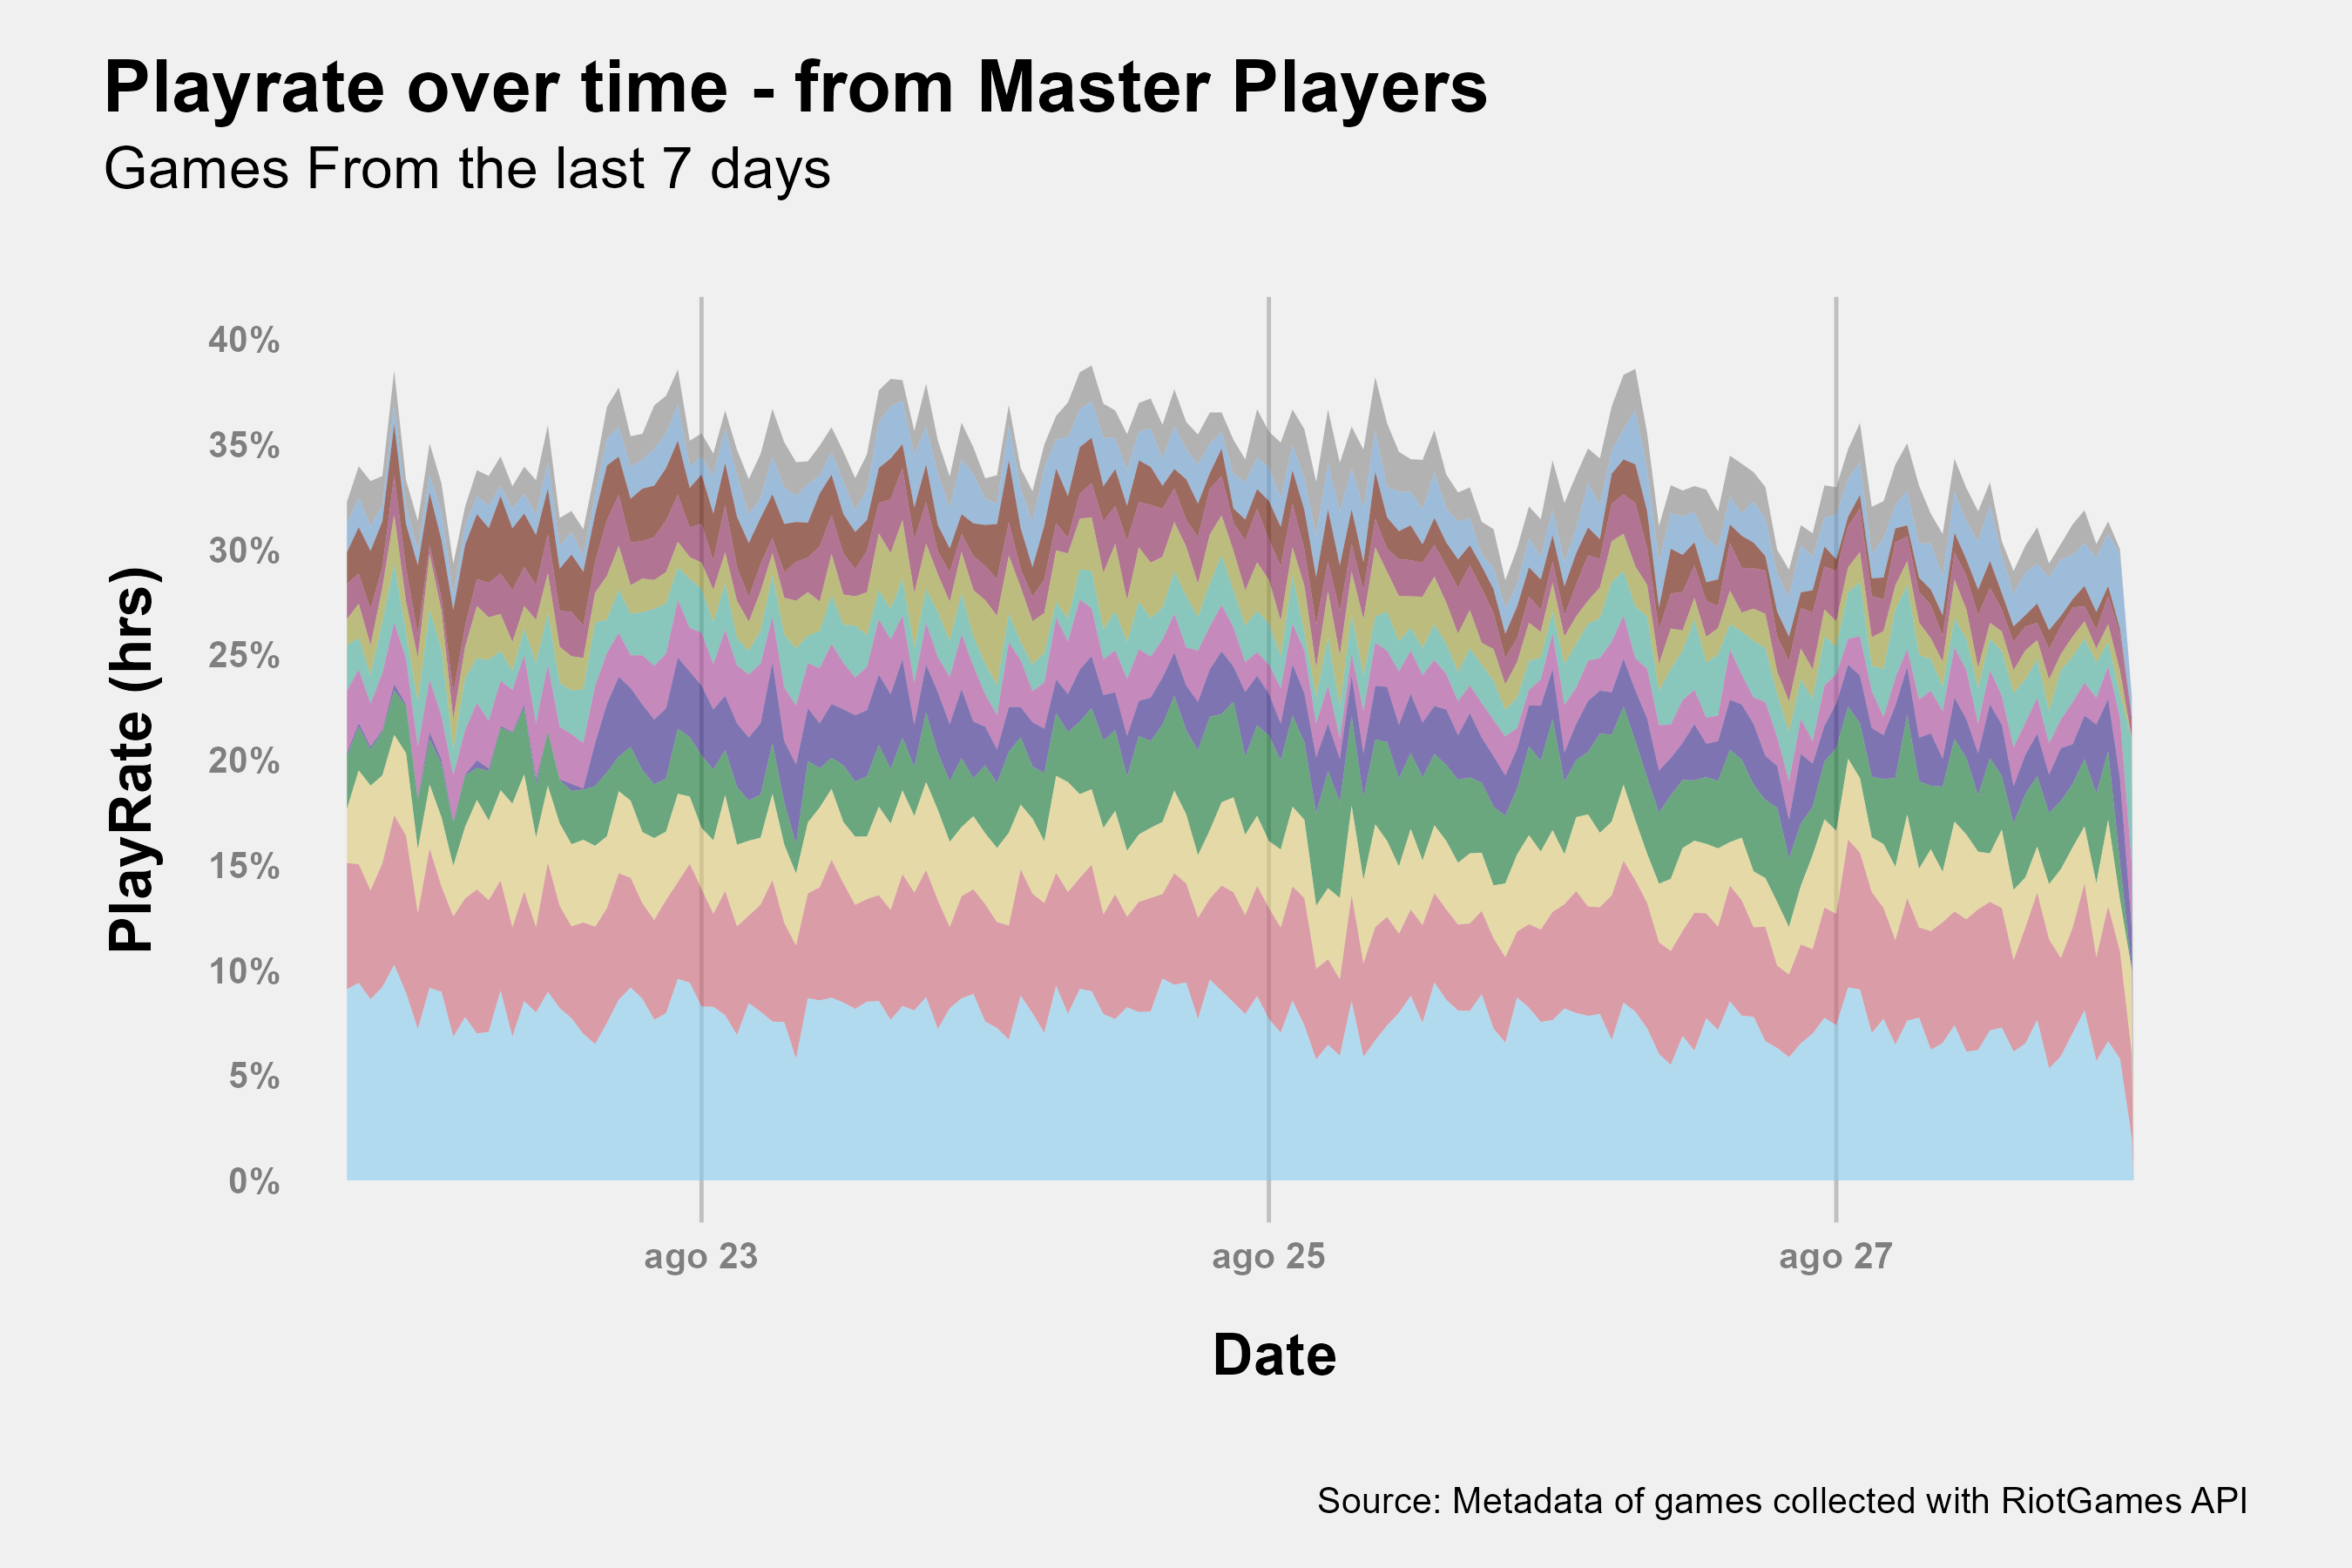 Playrate over time - from Master Players
Games From the last 7 days
PlayRate (hrs)
40%
35%
30%
25%
20%
15%
10%
5%
0%
ago 23
ago 25
ago 27
Date
Source: Metadata of games collected with RiotGames API